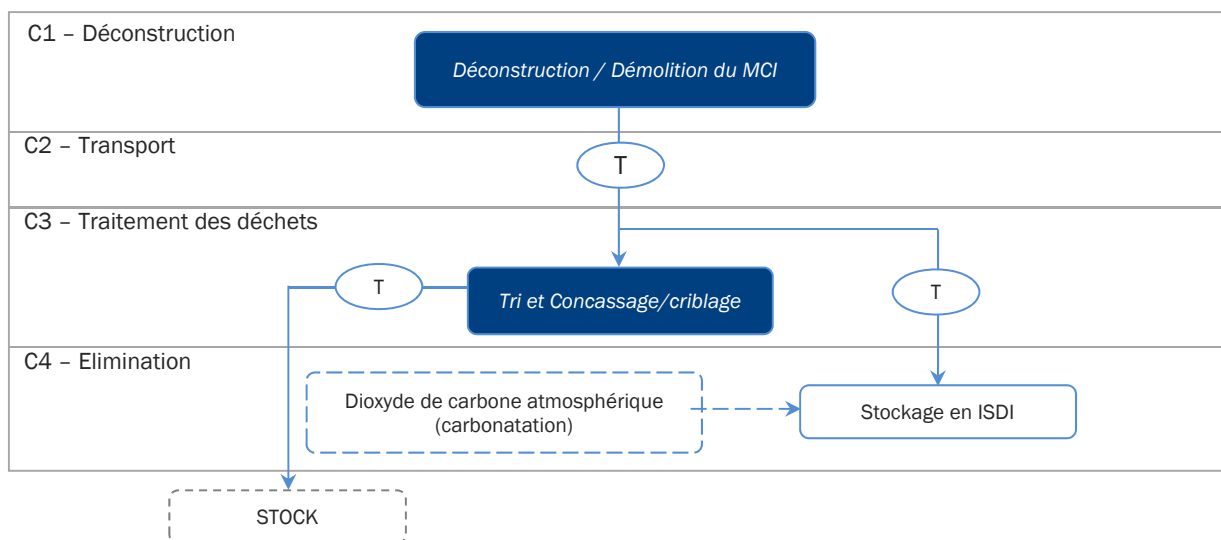 C1 – Déconstruction
Déconstruction / Démolition du MCI
C2 – Transport
T
C3 – Traitement des déchets
T
Tri et Concassage/criblage
T
C4 – Elimination
Dioxyde de carbone atmosphérique
(carbonatation)
Stockage en ISDI
STOCK